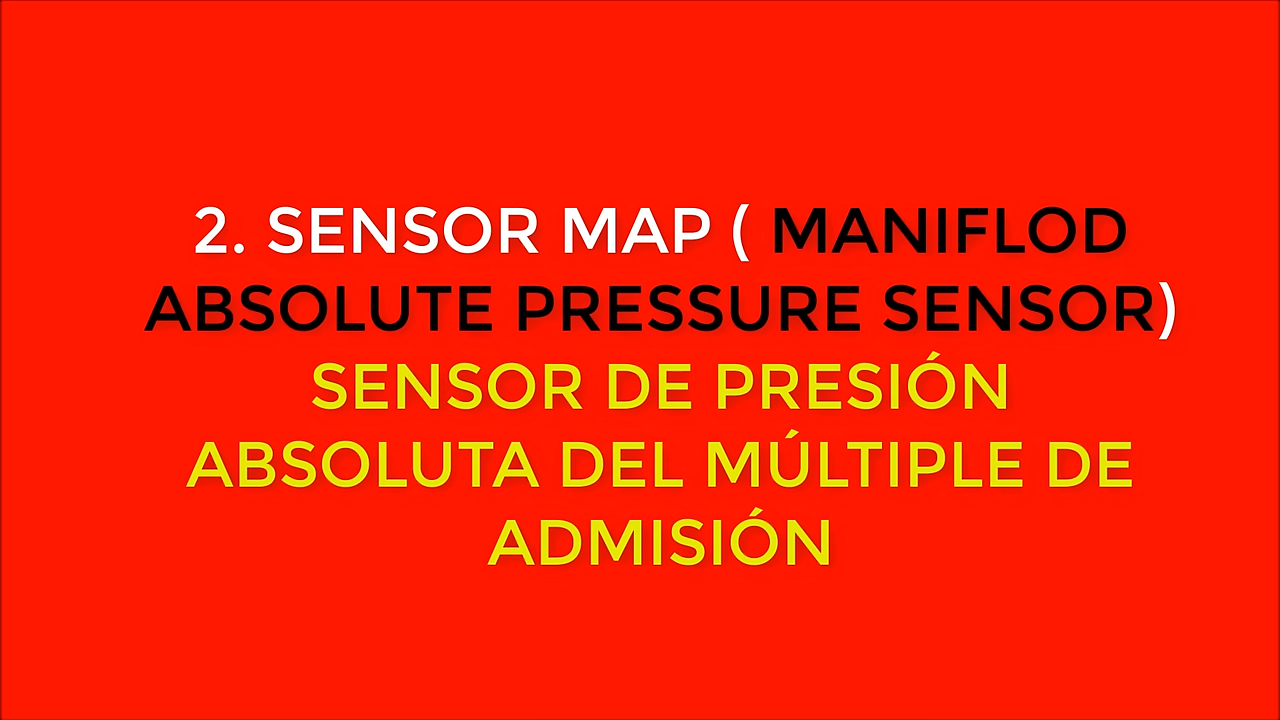 2. SENSOR MAP ( MANIFLOD
ABSOLUTE PRESSURE SENSOR)
SENSOR DE PRESIÓN
ABSOLUTA DEL MÚLTIPLE DE
ADMISIÓN